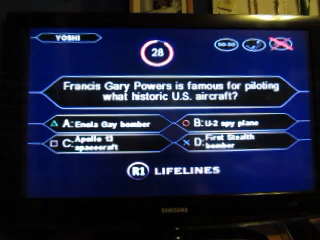 YOSHI
28
50:50
Francis Gary Powers is famous for piloting
what historic U.S. aircraft?
A: Enola Gay bomber
B: U-2 spy plane
C: Apollo 13
spacecraft
D: First Stealth
bomber
R1 LIFELINES
SAMSUNG